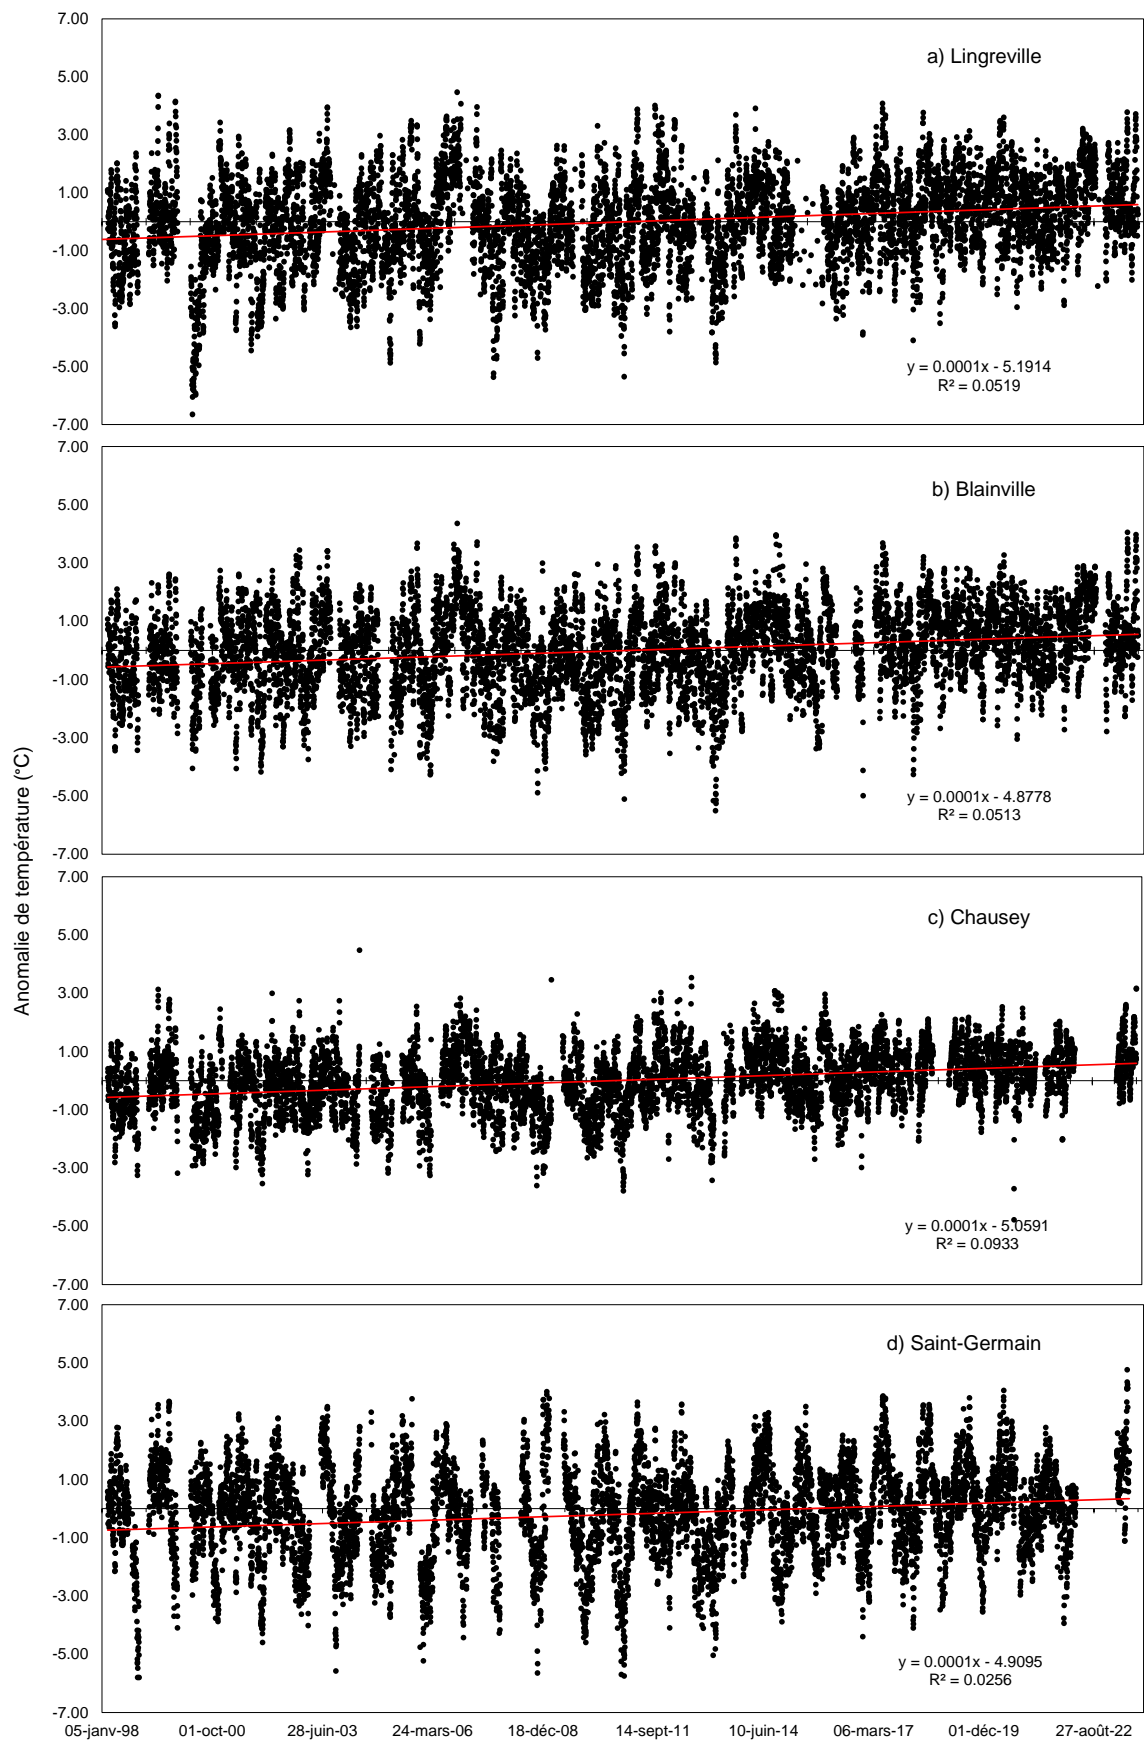 Anomalie de température (°C)
7.00
5.00
3.00
1.00
-1.00
-3.00
-5.00
-7.00
a) Lingreville
y = 0.0001x - 5.1914
R² = 0.0519
7.00
5.00
3.00
1.00
-1.00
-3.00
-5.00
-7.00
b) Blainville
y = 0.0001x - 4.8778
R² = 0.0513
7.00
5.00
3.00
1.00
-1.00
-3.00
-5.00
-7.00
c) Chausey
y = 0.0001x - 5.0591
R² = 0.0933
7.00
5.00
3.00
1.00
-1.00
-3.00
-5.00
-7.00
d) Saint-Germain
y = 0.0001x - 4.9095
R² = 0.0256
05-janv-98 01-oct-00 28-juin-03 24-mars-06 18-déc-08 14-sept-11 10-juin-14 06-mars-17 01-déc-19 27-août-22